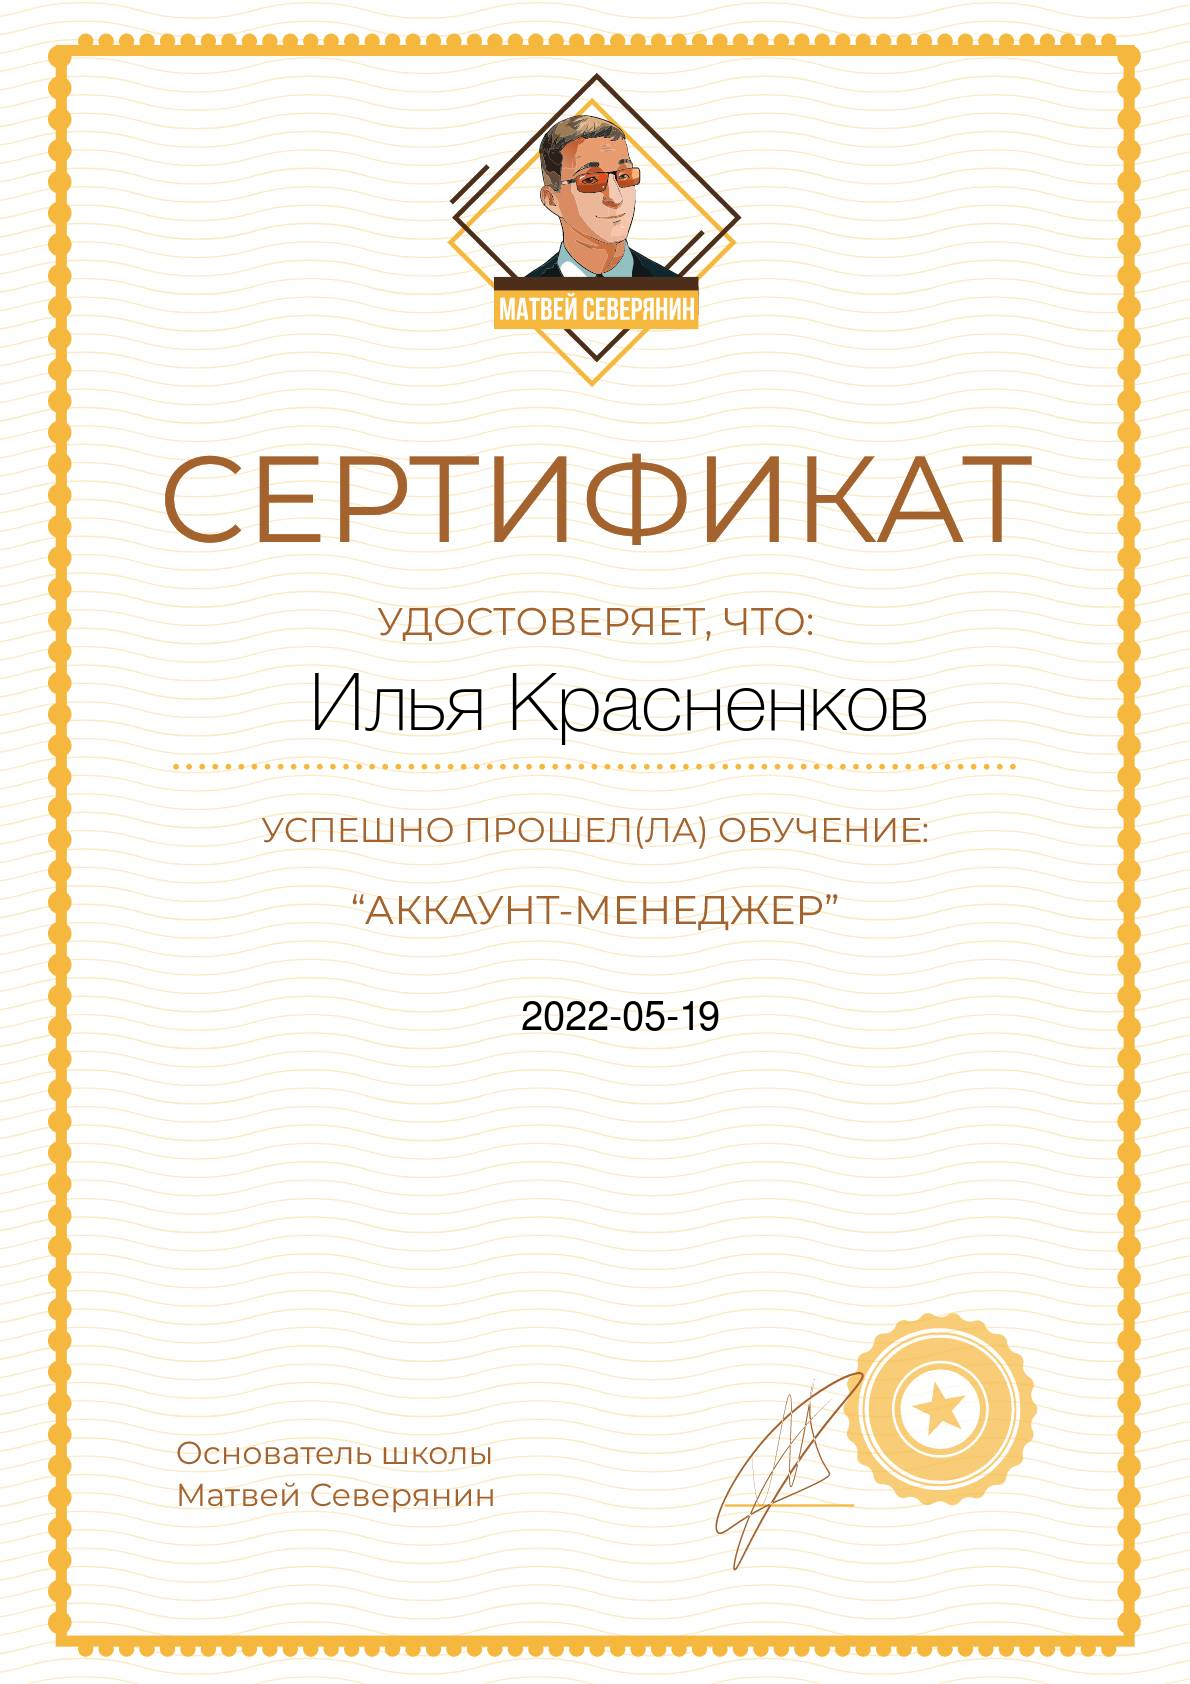 МАТВЕЙ СЕВЕРЯНИН
СЕРТИФИКАТ
УДОСТОВЕРЯЕТ, ЧТО:
Илья Красненков
УСПЕШНО ПРОШЕЛ(ЛА) ОБУЧЕНИЕ:
“АККАУНТ-МЕНЕДЖЕР”
2022-05-19
Основатель школы
Матвей Северянин